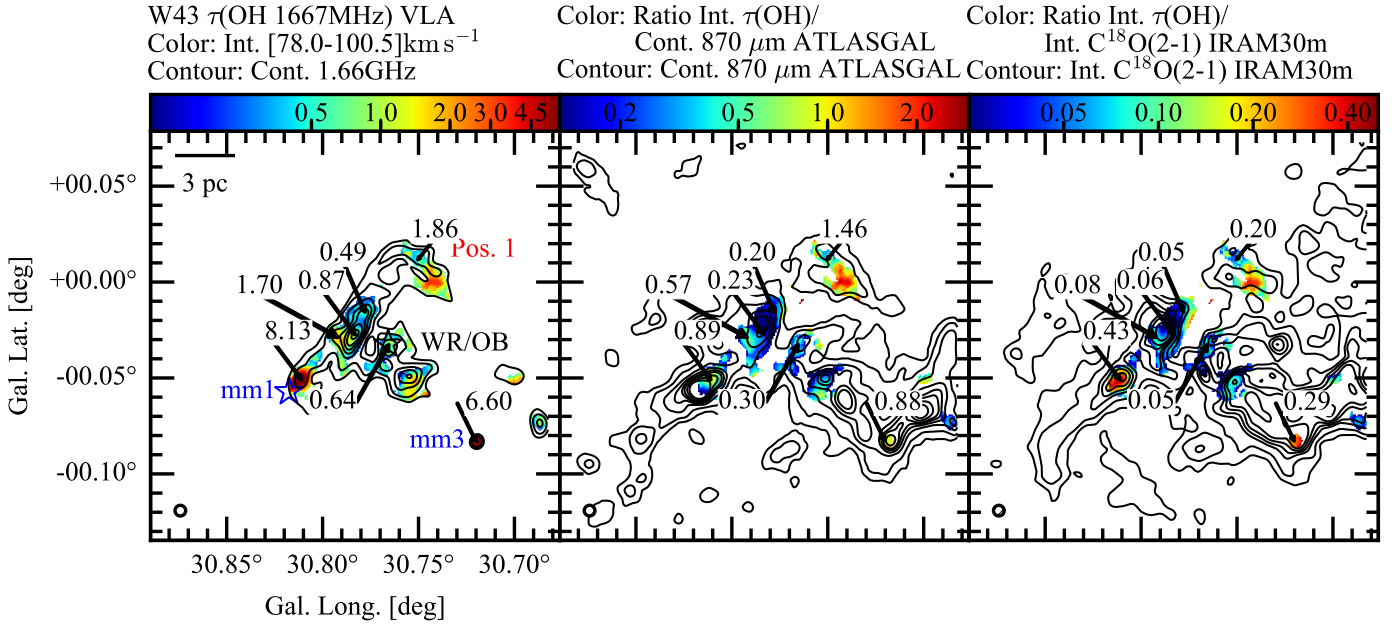 W43 τ(OH 1667MHz) VLA
Color: Int. [78.0-100.5]km s⁻¹
Contour: Cont. 1.66GHz
Color: Ratio Int. τ(OH)/
Cont. 870 μm ATLASGAL
Contour: Cont. 870 μm ATLASGAL
Color: Ratio Int. τ(OH)/
Int. C¹⁸O(2-1) IRAM30m
Contour: Int. C¹⁸O(2-1) IRAM30m
0.5 1.0 2.0 3.0 4.5
0.2 0.5 1.0 2.0
0.05 0.10 0.20 0.40
3 pc
1.86
Pos. 1
0.49
0.87
1.70
8.13
WR/OB
mm1
0.64
6.60
mm3
1.46
0.20
0.23
0.57
0.89
0.30
0.88
0.20
0.05
0.06
0.08
0.43
0.05
0.29
+00.05°
+00.00°
-00.05°
-00.10°
Gal. Lat. [deg]
30.85° 30.80° 30.75° 30.70°
Gal. Long. [deg]